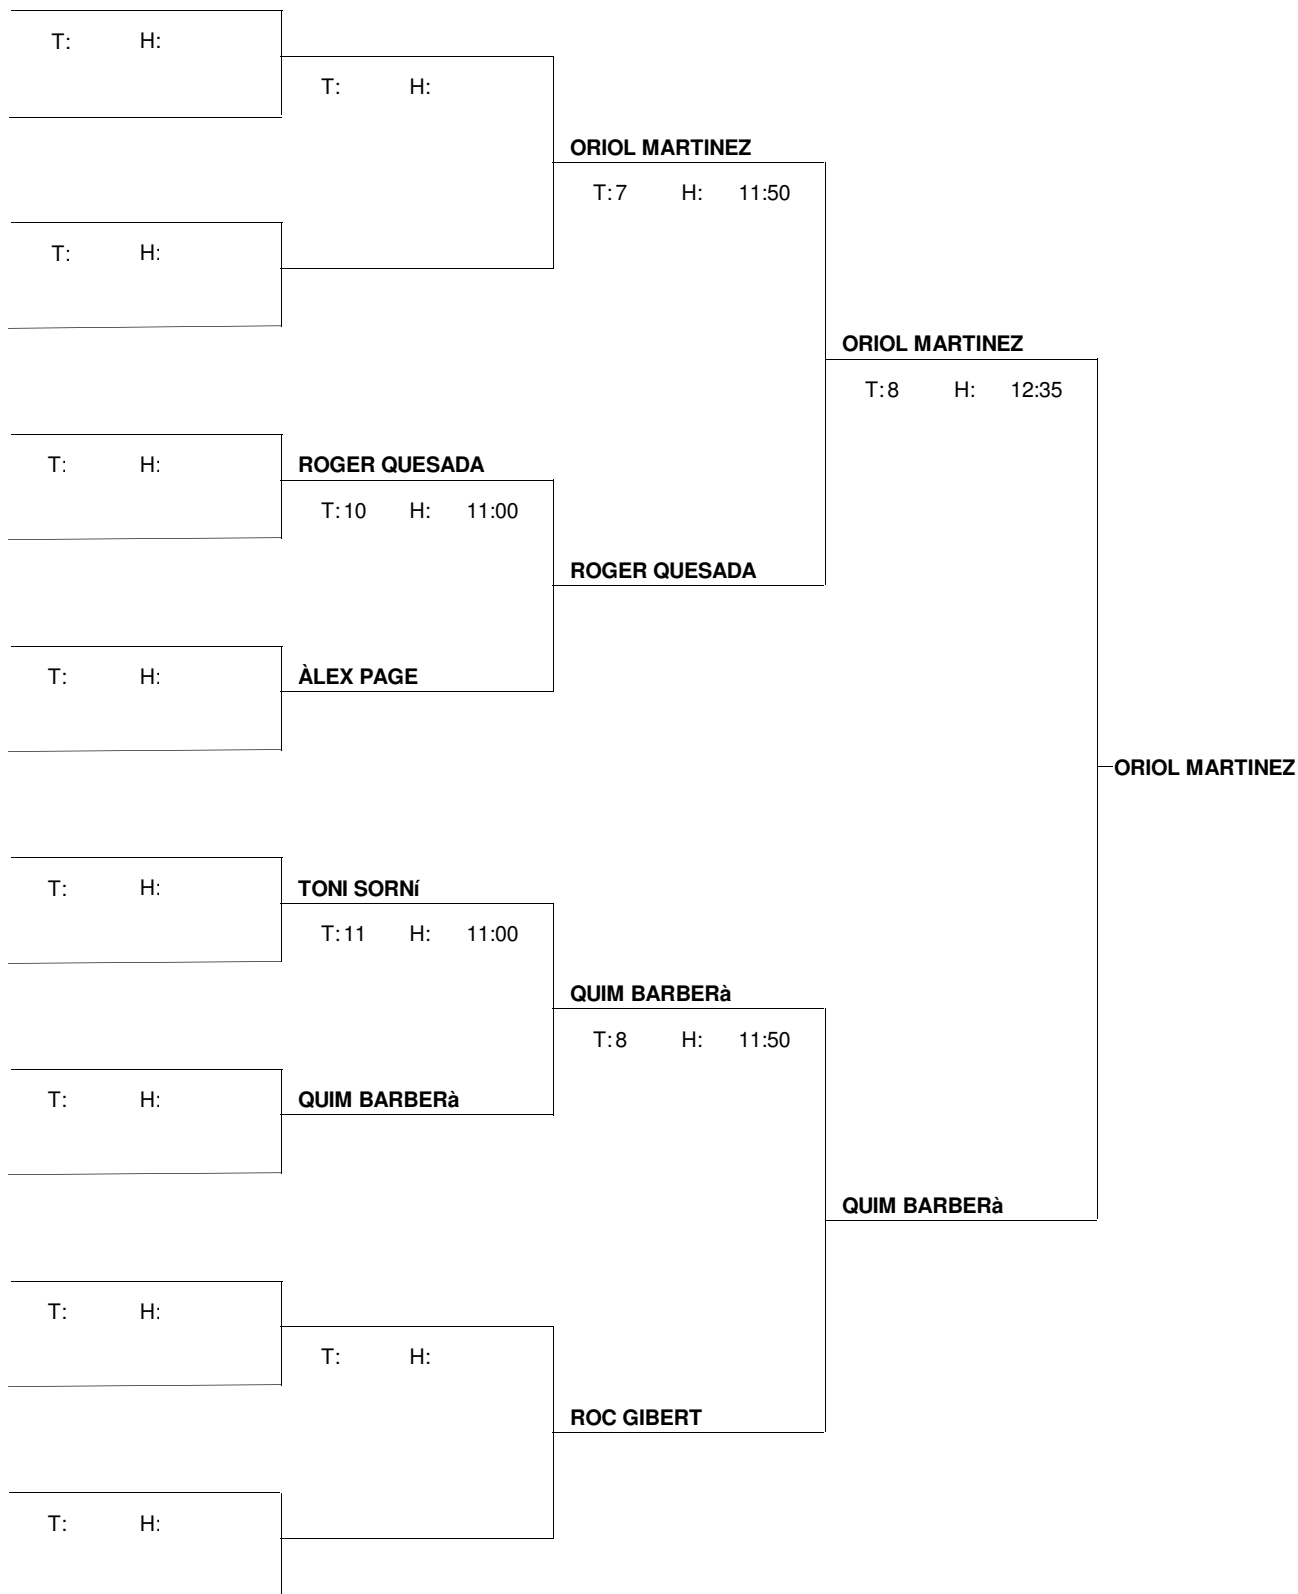 T: H:
T: H:
ORIOL MARTINEZ
T:7 H: 11:50
T: H:
ORIOL MARTINEZ
T:8 H: 12:35
T: H: ROGER QUESADA
T:10 H: 11:00
ROGER QUESADA
T: H: ÀLEX PAGE
ORIOL MARTINEZ
T: H: TONI SORNí
T:11 H: 11:00
QUIM BARBERà
T:8 H: 11:50
T: H: QUIM BARBERà
QUIM BARBERà
T: H:
T: H:
ROC GIBERT
T: H: